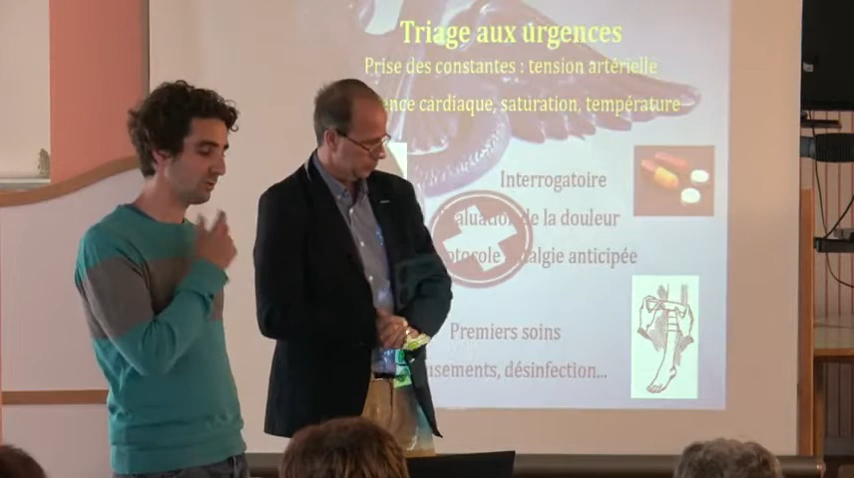 Triage aux urgences
Prise des constantes : tension artérielle
cardiaque, saturation, température
Interrogatoire
de la douleur
anticipée
Premiers soins
désinfection...